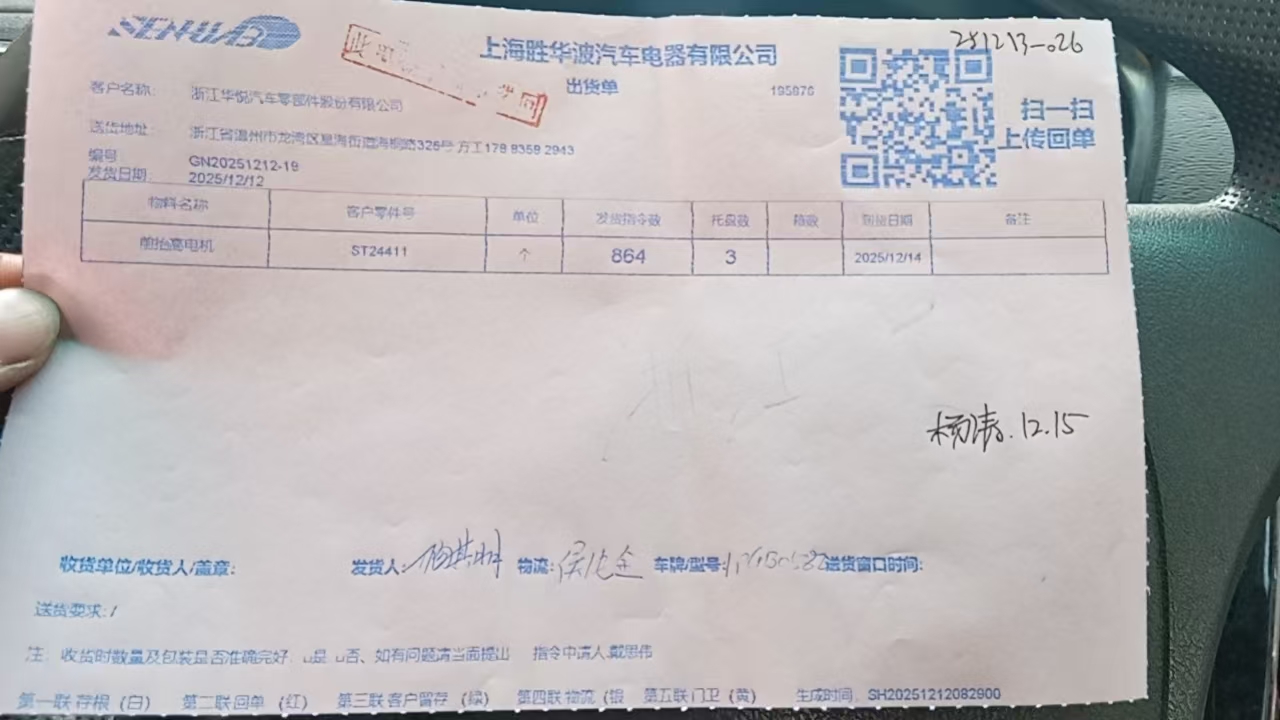 SENWAB
251213-026
上海胜华波汽车电器有限公司
出货单
195876
扫一扫
上传回单
客户名称: 浙江华悦汽车零部件股份有限公司
送货地址: 浙江省温州市龙湾区星海街道海桐路325号 方工178 8358 2943
编号 GN20251212-19
发货日期: 2025/12/12
物料名称 客户零件号 单位 发货指令数 托盘数 箱数 到货日期 备注
前抬高电机 ST24411 个 864 3 2025/12/14
杨涛.12.15
收货单位/收货人/盖章: 发货人: 物流: 车牌/型号: 送货窗口时间:
送货要求: /
注: 收货时数量及包装是否准确完好, 是 否、如有问题请当面提出 指令申请人:戴思伟
第一联 存根 (白) 第二联 回单 (红) 第三联 客户留存 (绿) 第四联 物流 (银 第五联 门卫 (黄) 生成时间: SH20251212082900